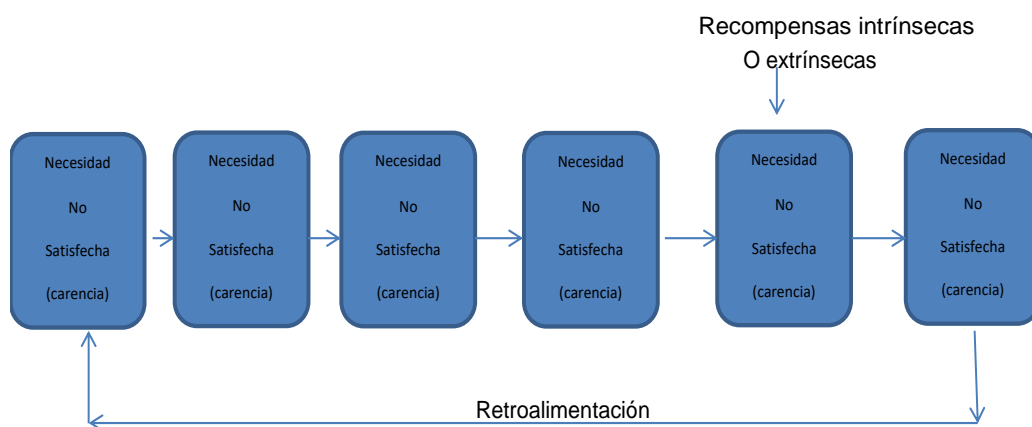 Recompensas intrínsecas
O extrínsecas
Necesidad
No
Satisfecha
(carencia)
Necesidad
No
Satisfecha
(carencia)
Necesidad
No
Satisfecha
(carencia)
Necesidad
No
Satisfecha
(carencia)
Necesidad
No
Satisfecha
(carencia)
Necesidad
No
Satisfecha
(carencia)
Retroalimentación